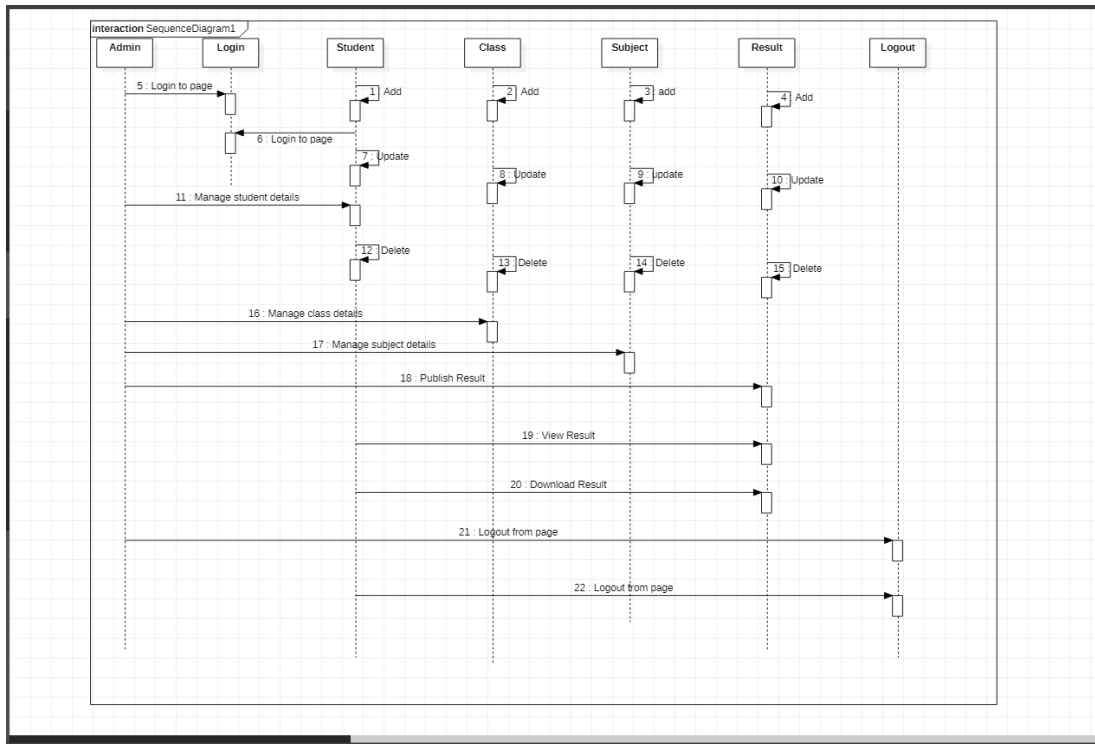 interaction SequenceDiagram1
Admin
Login
Student
Class
Subject
Result
Logout
5 : Login to page
1 : Add
2 : Add
3 : add
4 : Add
6 : Login to page
7 : Update
8 : Update
9 : update
10 : Update
11 : Manage student details
12 : Delete
13 : Delete
14 : Delete
15 : Delete
16 : Manage class details
17 : Manage subject details
18 : Publish Result
19 : View Result
20 : Download Result
21 : Logout from page
22 : Logout from page